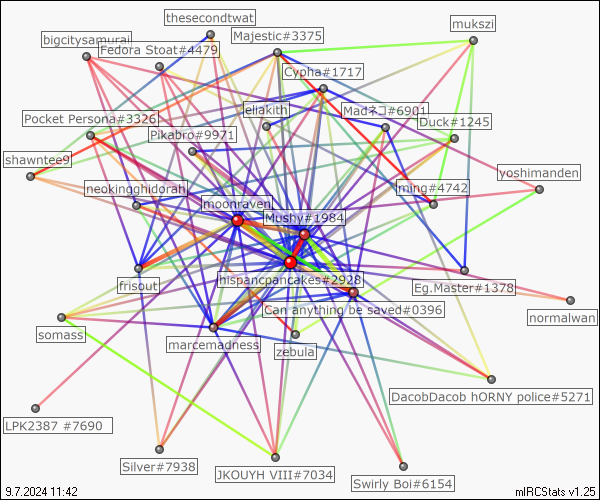 thesecondtwat
mukszi
bigcitysamurai
Majestic#3375
Fedora Stoat#4479
Cypha#1717
eliakith
Madネコ#6901
Pocket Persona#3326
Duck#1245
Pikabro#9971
shawntee9
yoshimanden
neokingghidorah
Iming#4742
moonraven
Mushy#1984
frisout
hispancpancakes#2928
Eg.Master#1378
Can anything be saved#0396
normalwan
somass
marcemadness
zebula
DacobDacob hORNY police#5271
LPK2387 #7690
Silver#7938
JKOUYH VIII#7034
Swirly Boi#6154
9.7.2024 11:42
mIRCStats v1.25